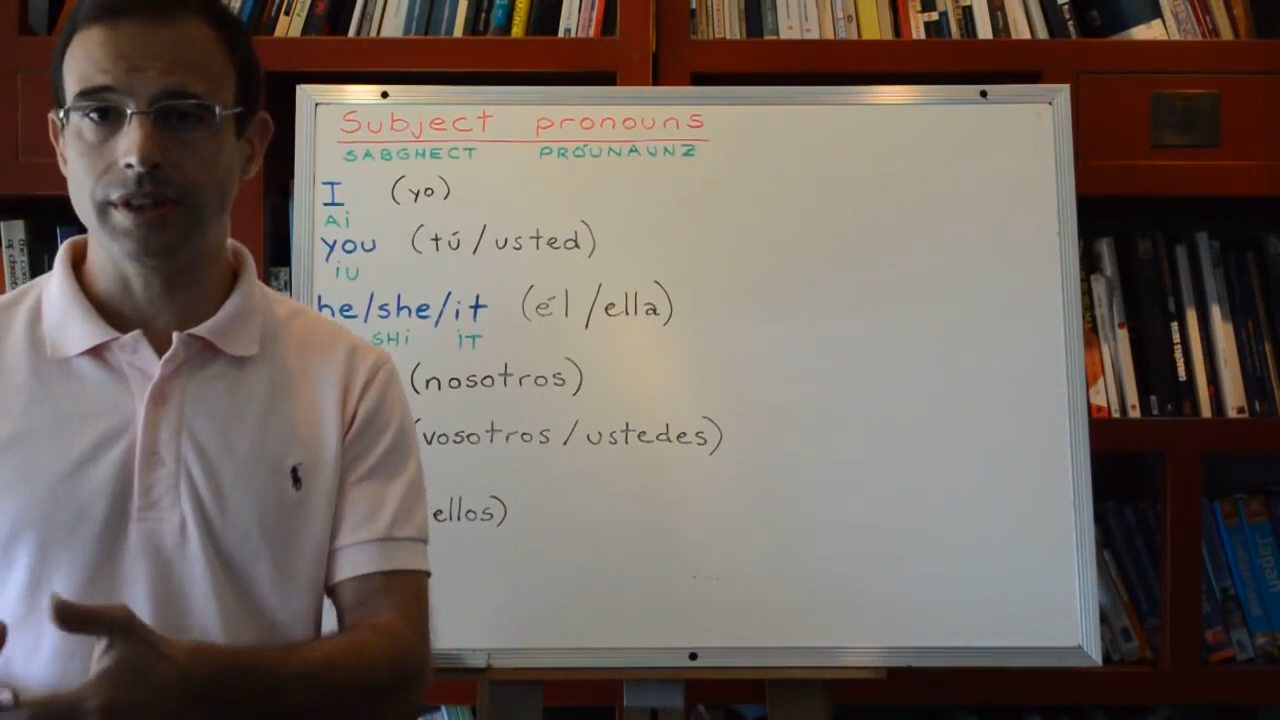 Subject pronouns
SABGHECT PRÓUNAUNZ
I (yo)
Ai
you (tú/usted)
iU
he/she/it (él/ella)
SHi iT
(nosotros)
(vosotros/ustedes)
ellos)
Japan